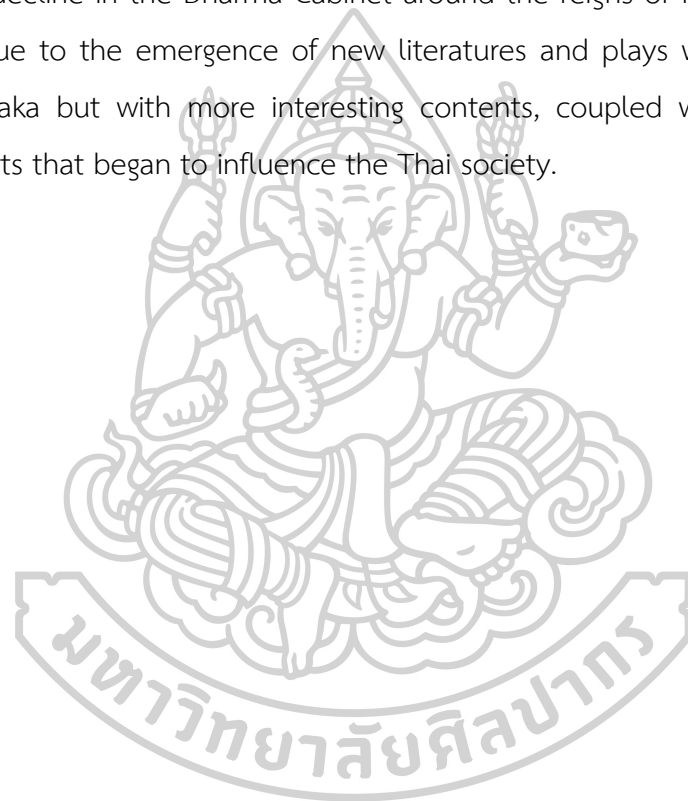 decline in the Dharma Cabinet around the reigns of
ue to the emergence of new literatures and plays
aka but with more interesting contents, coupled
ts that began to influence the Thai society.
มหาวิทยาลัยศิลปากร